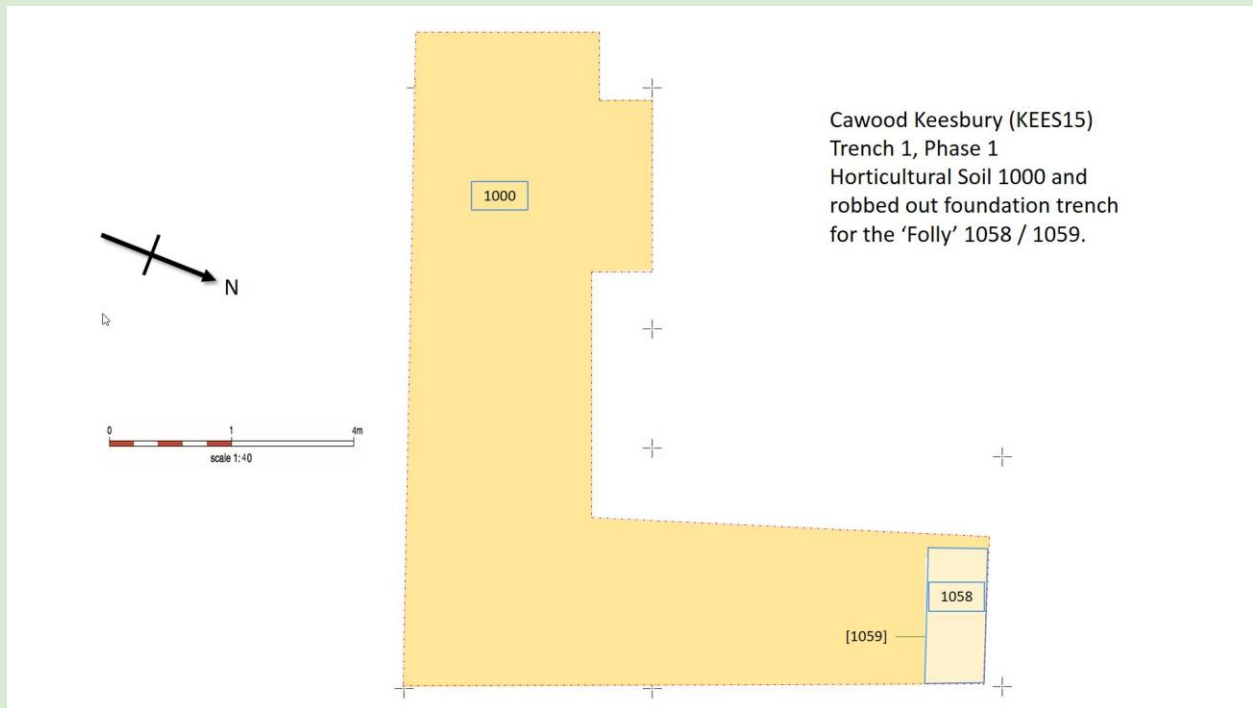 Cawood Keesbury (KEES15)
Trench 1, Phase 1
Horticultural Soil 1000 and
robbed out foundation trench
for the ‘Folly’ 1058 / 1059.
1000
N
0 1 4m
scale 1:40
1058
[1059]